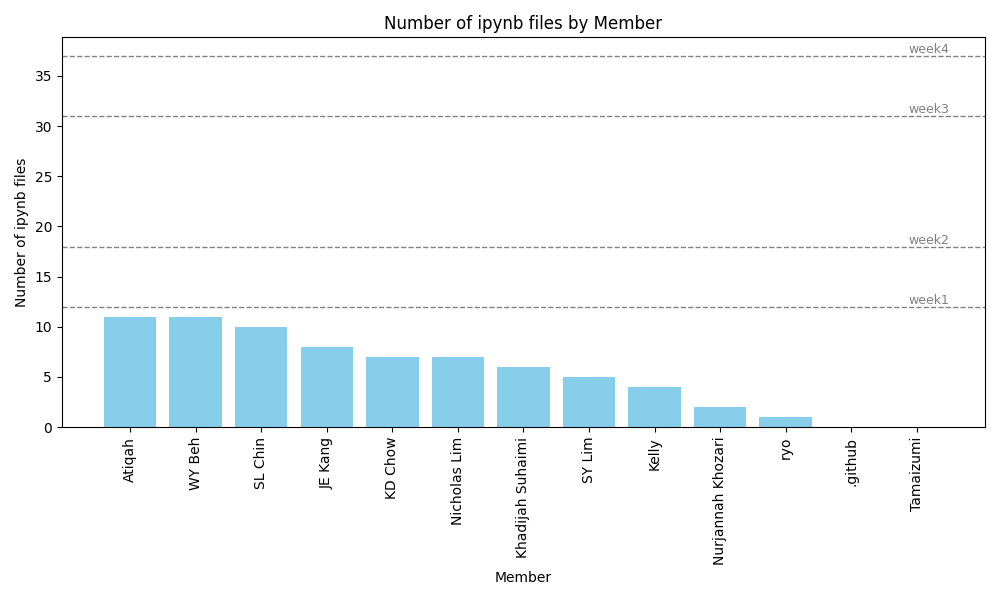 Number of ipynb files by Member
Number of ipynb files
35
30
25
20
15
10
5
0
week4
week3
week2
week1
Atiqah
WY Beh
SL Chin
JE Kang
KD Chow
Nicholas Lim
Khadijah Suhaimi
SY Lim
Kelly
Nurjannah Khozari
ryo
.github
Tamaizumi
Member